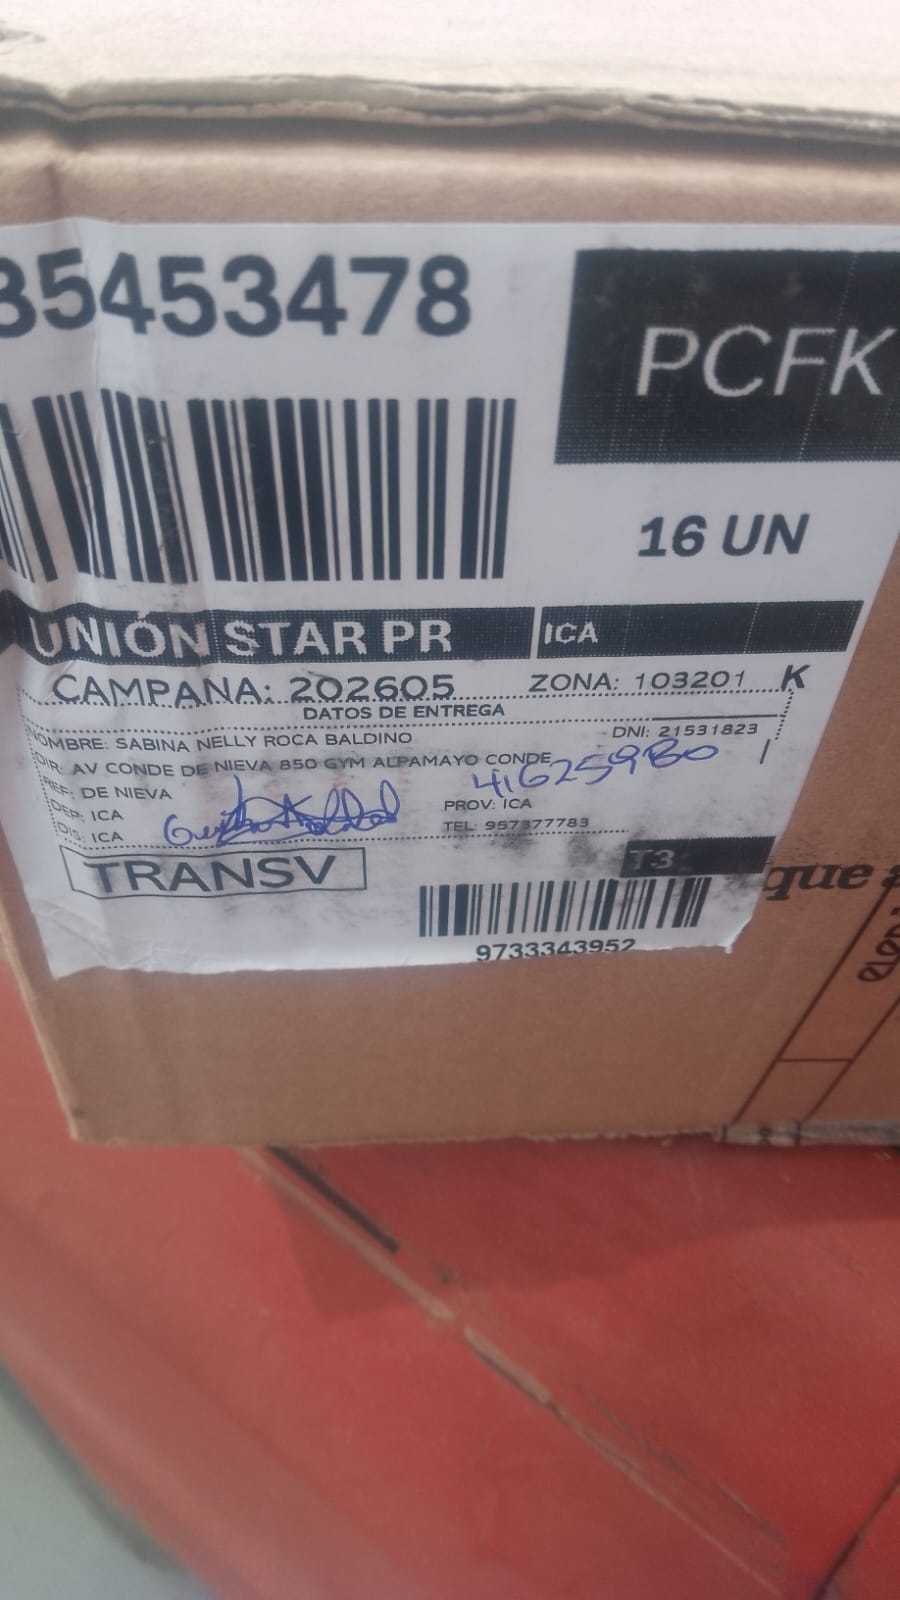 35453478
PCFK
16 UN
UNIÓN STAR PR
ICA
CAMPAÑA: 202605
ZONA: 103201 K
DATOS DE ENTREGA
NOMBRE: SABINA NELLY ROCA BALDINO
DNI: 21531823
DIR: AV CONDE DE NIEVA 850 GYM ALPAMAYO CONDE
REF: DE NIEVA
41625980
DEP: ICA
PROV: ICA
DIS: ICA
TEL: 957377783
TRANSV
T3
9733343952
que